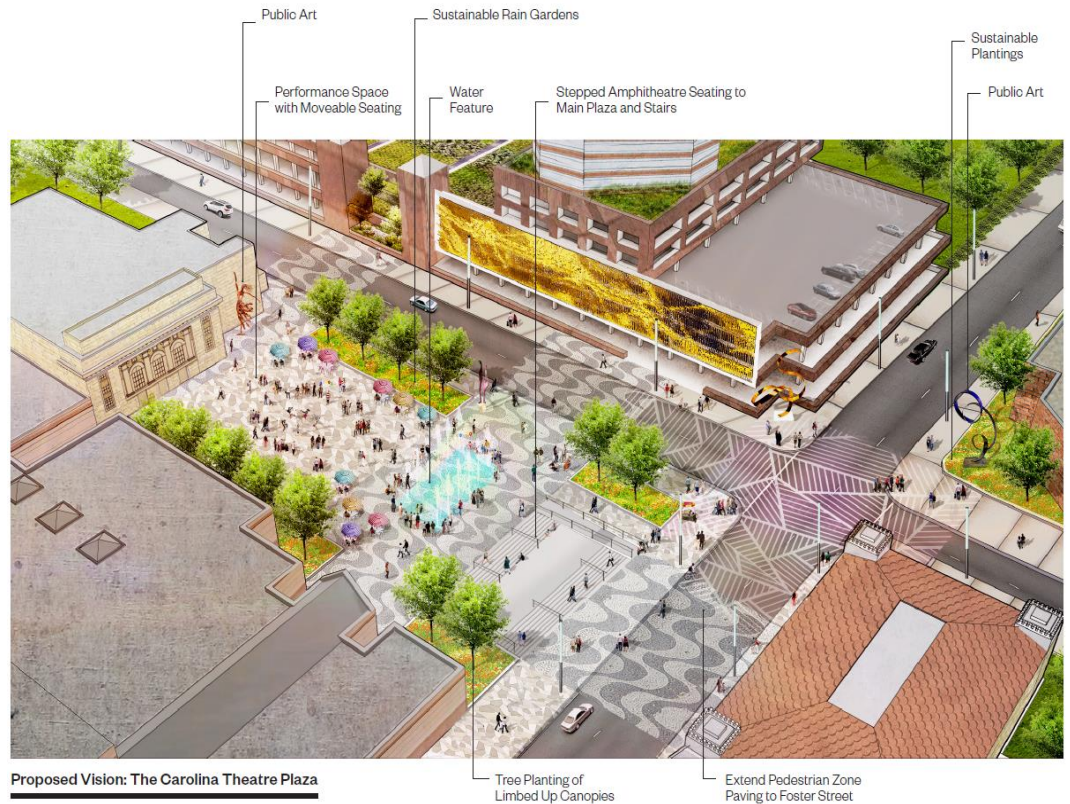 Public Art
Sustainable Rain Gardens
Sustainable
Plantings
Performance Space
with Moveable Seating
Water
Feature
Stepped Amphitheatre Seating to
Main Plaza and Stairs
Public Art
Proposed Vision: The Carolina Theatre Plaza
Tree Planting of
Limbed Up Canopies
Extend Pedestrian Zone
Paving to Foster Street